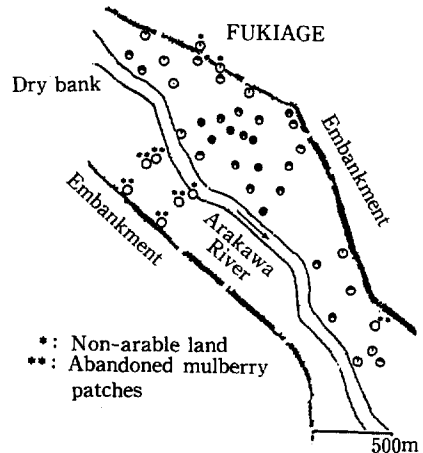 FUKIAGE
Dry bank
Embankment
Embankment
Arakawa
River
*: Non-arable land
**: Abandoned mulberry
patches
500m